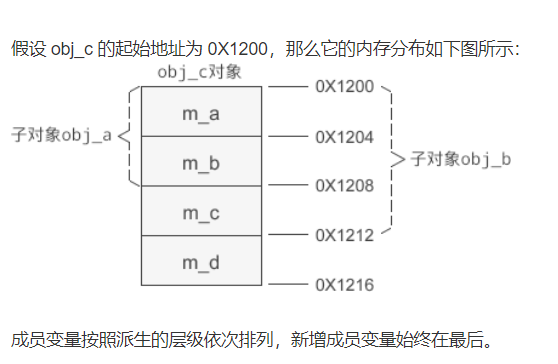 假设 obj_c 的起始地址为 0X1200，那么它的内存分布如下图所示：
obj_c对象
0X1200
m_a
子对象obj_a
0X1204
m_b
子对象obj_b
0X1208
m_c
0X1212
m_d
0X1216
成员变量按照派生的层级依次排列，新增成员变量始终在最后。